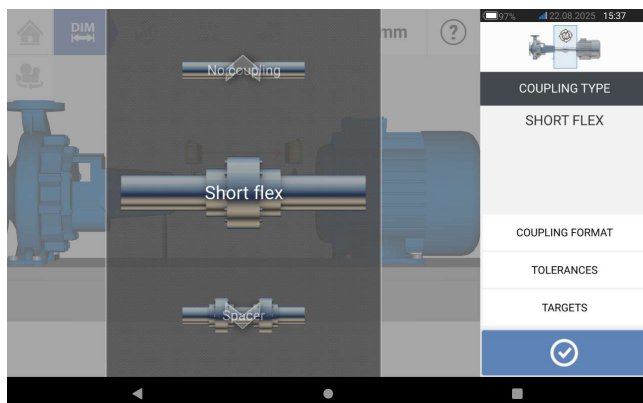 DIM
mm
?
97% 22.08.2025 15:37
No coupling
Short flex
Spacer
COUPLING TYPE
SHORT FLEX
COUPLING FORMAT
TOLERANCES
TARGETS